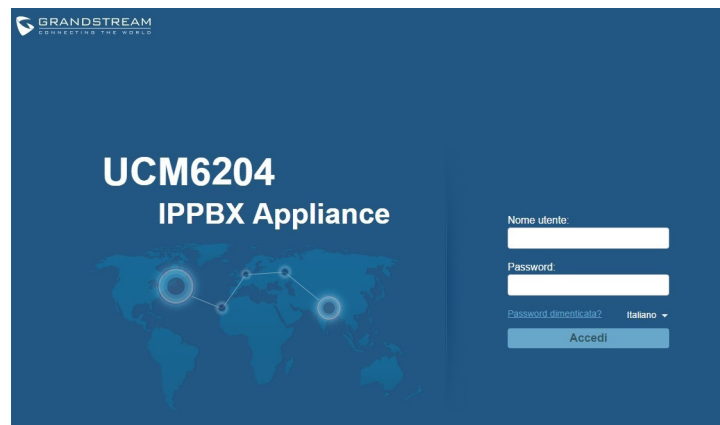 GRANDSTREAM
CONNECTING THE WORLD
UCM6204
IPPBX Appliance
Nome utente:
Password:
Password dimenticata?
Italiano
Accedi